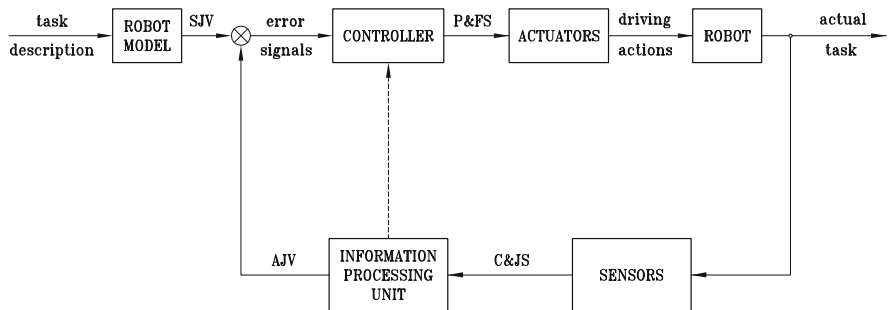 task
description
ROBOT
MODEL
SJV
error
signals
CONTROLLER
P&FS
ACTUATORS
driving
actions
ROBOT
actual
task
AJV
INFORMATION
PROCESSING
UNIT
C&JS
SENSORS